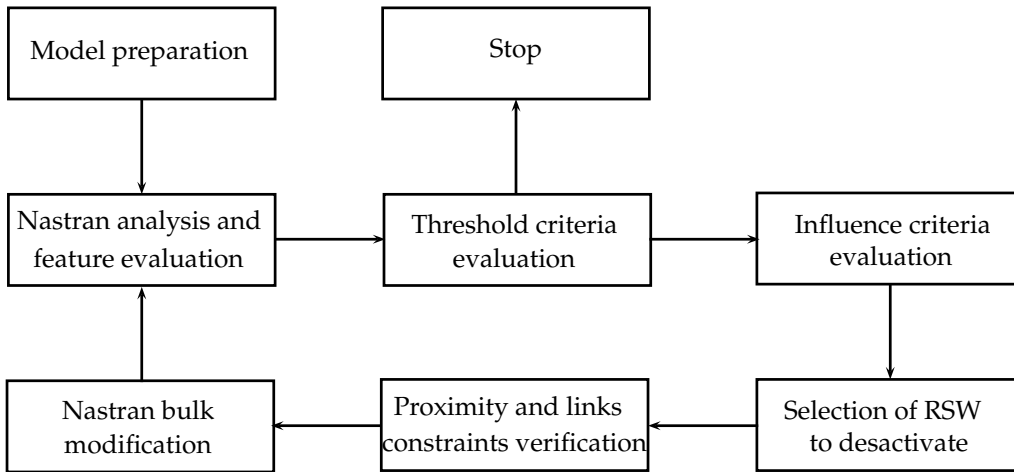 Model preparation
Stop
Nastran analysis and
feature evaluation
Threshold criteria
evaluation
Influence criteria
evaluation
Nastran bulk
modification
Proximity and links
constraints verification
Selection of RSW
to desactivate